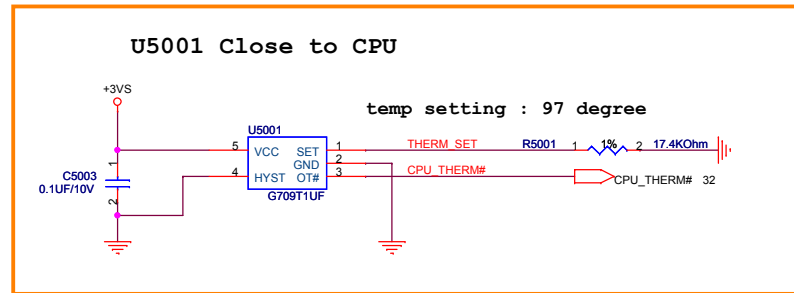 U5001 Close to CPU
+3VS
temp setting : 97 degree
U5001
5 VCC SET 1 THERM_SET R5001 1 1% 2 17.4KOhm
GND 2
4 HYST OT# 3 CPU_THERM# CPU_THERM# 32
G709T1UF
1
C5003
0.1UF/10V
2